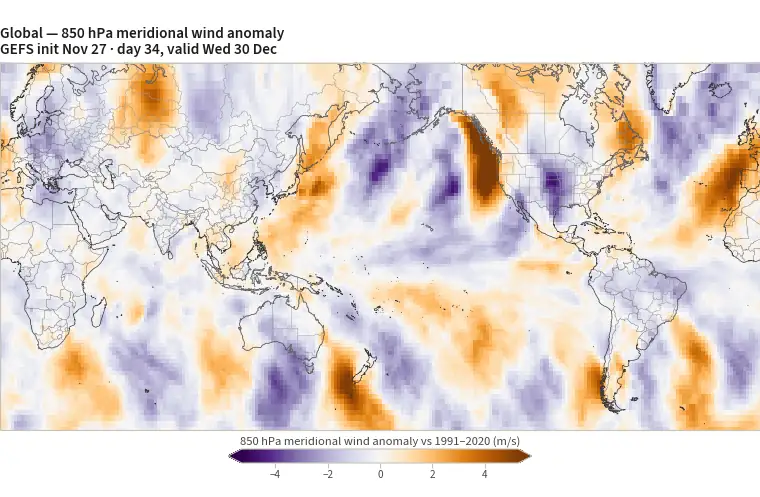 Global — 850 hPa meridional wind anomaly
GEFS init Nov 27 · day 34, valid Wed 30 Dec
850 hPa meridional wind anomaly vs 1991–2020 (m/s)
−4 −2 0 2 4